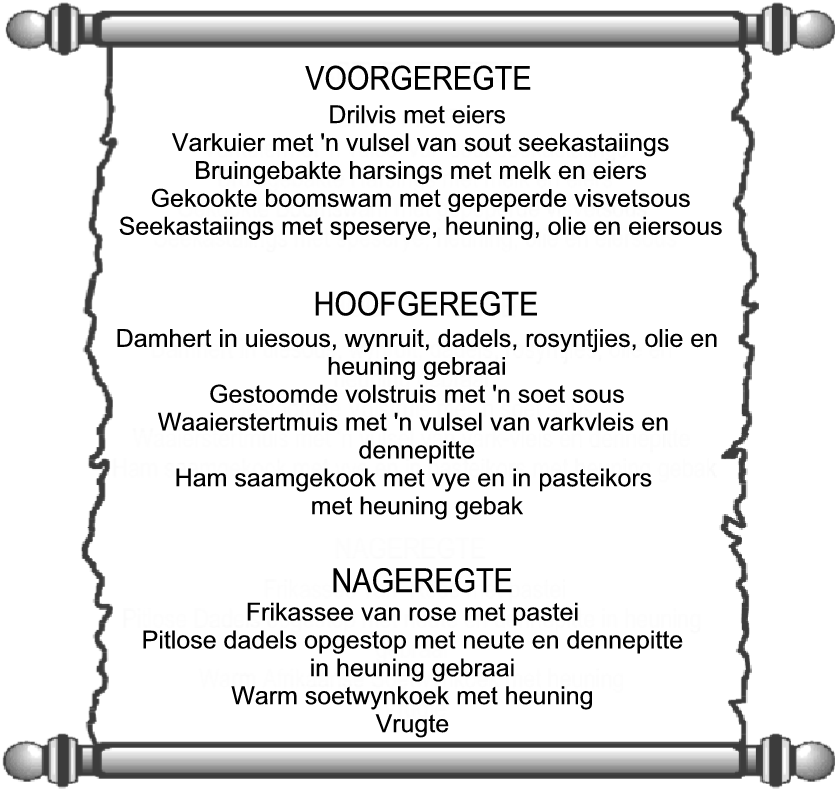 VOORGEREGTE
Drilvis met eiers
Varkuier met 'n vulsel van sout seekastaiings
Bruingebakte harsings met melk en eiers
Gekookte boomswam met gepeperde visvetsous
Seekastaiings met speserye, heuning, olie en eiersous
HOOFGEREGTE
Damhert in uiesous, wynruit, dadels, rosyntjies, olie en
heuning gebraai
Gestoomde volstruis met 'n soet sous
Waaierstertmuis met 'n vulsel van varkvleis en
dennepitte
Ham saamgekook met vye en in pasteikors
met heuning gebak
NAGEREGTE
Frikassee van rose met pastei
Pitlose dadels opgestop met neute en dennepitte
in heuning gebraai
Warm soetwynkoek met heuning
Vrugte